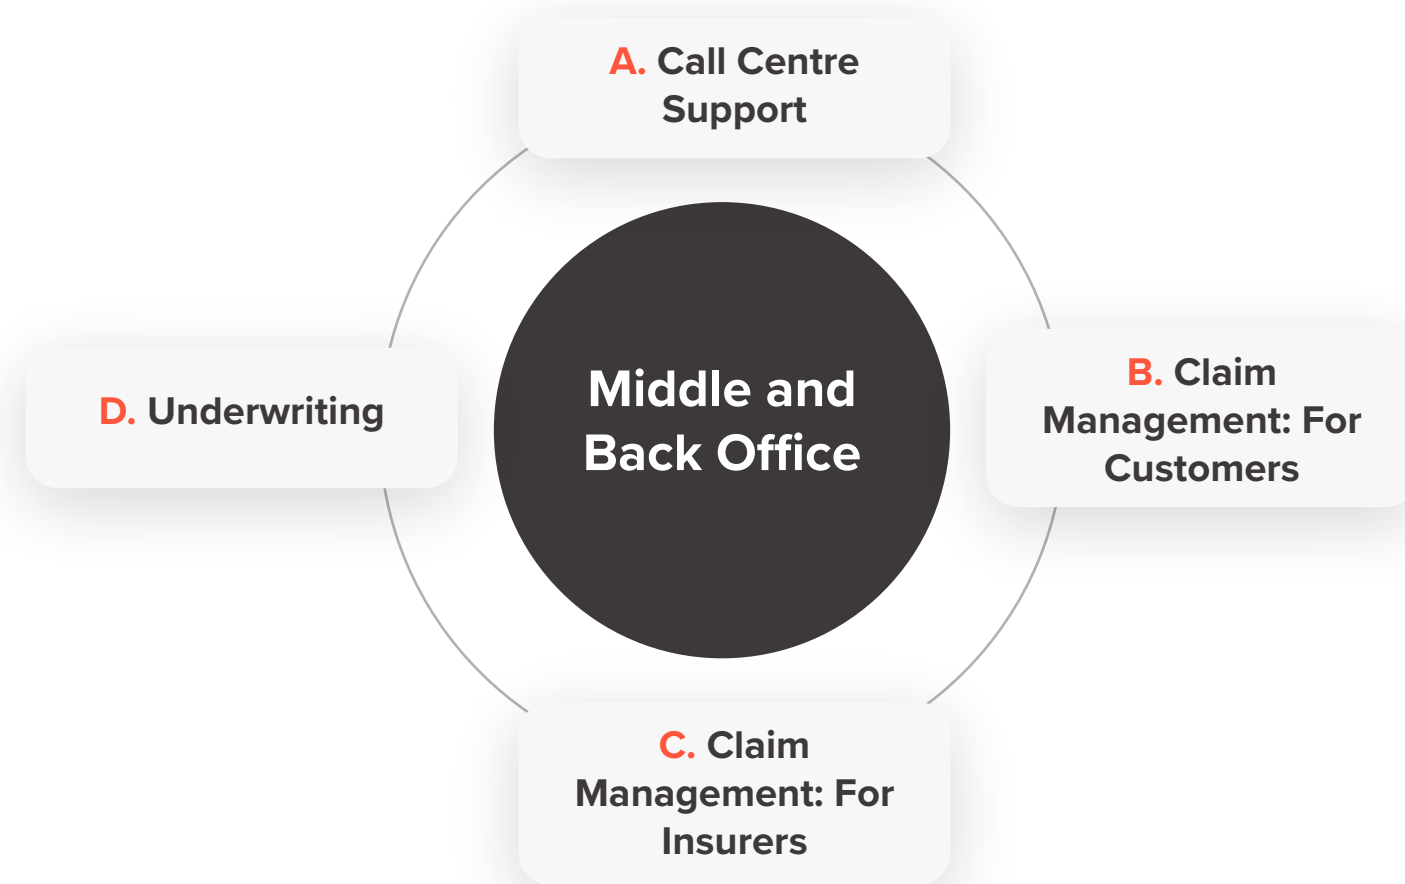 A. Call Centre
Support
Middle and
Back Office
B. Claim
Management: For
Customers
C. Claim
Management: For
Insurers
D. Underwriting